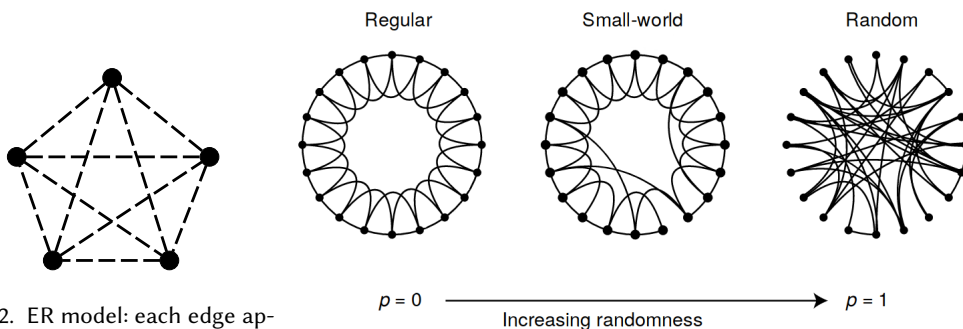 Regular Small-world Random
p = 0 p = 1
Increasing randomness
2. ER model: each edge ap-